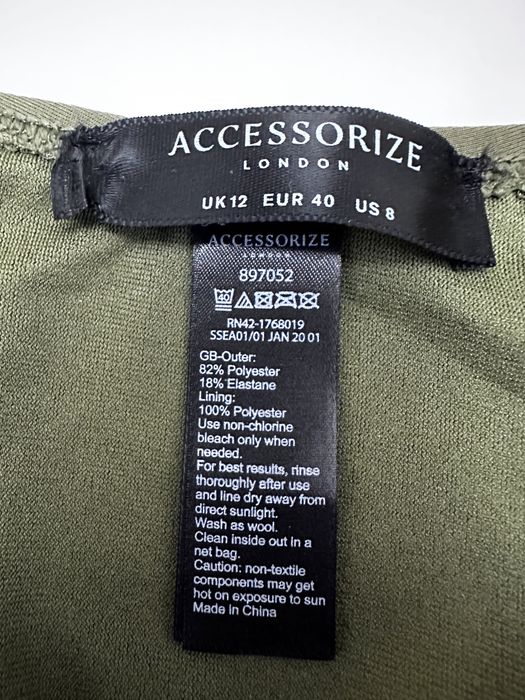 ACCESSORIZE
LONDON
UK 12 EUR 40 US 8
ACCESSORIZE
LONDON
897052
40
RN42-1768019
SSEA01/01 JAN 20 01
GB-Outer:
82% Polyester
18% Elastane
Lining:
100% Polyester
Use non-chlorine
bleach only when
needed.
For best results, rinse
thoroughly after use
and line dry away from
direct sunlight.
Wash as wool.
Clean inside out in a
net bag.
Caution: non-textile
components may get
hot on exposure to sun
Made In China